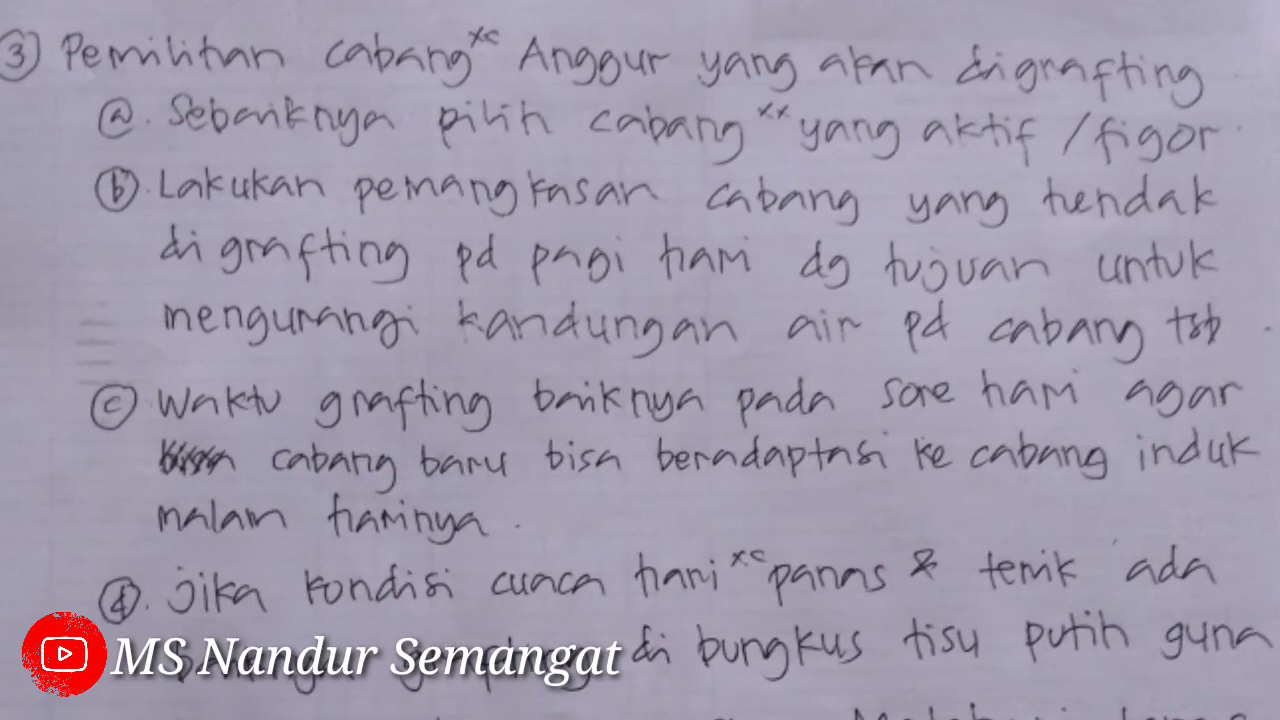 ③ Pemilihan cabang xc Anggur yang akan digrafting
ⓐ. Sebaiknya pilih cabang xx yang aktif / figor
ⓑ. Lakukan pemangkasan cabang yang hendak
di grafting pd pagi hari dg tujuan untuk
mengurangi kandungan air pd cabang tsb.
ⓒ Waktu grafting baiknya pada sore hari agar
cabang baru bisa beradaptasi ke cabang induk
malam harinya.
ⓓ. Jika kondisi cuaca hari xc panas & terik ada
di bungkus tisu putih guna
MS Nandur Semangat